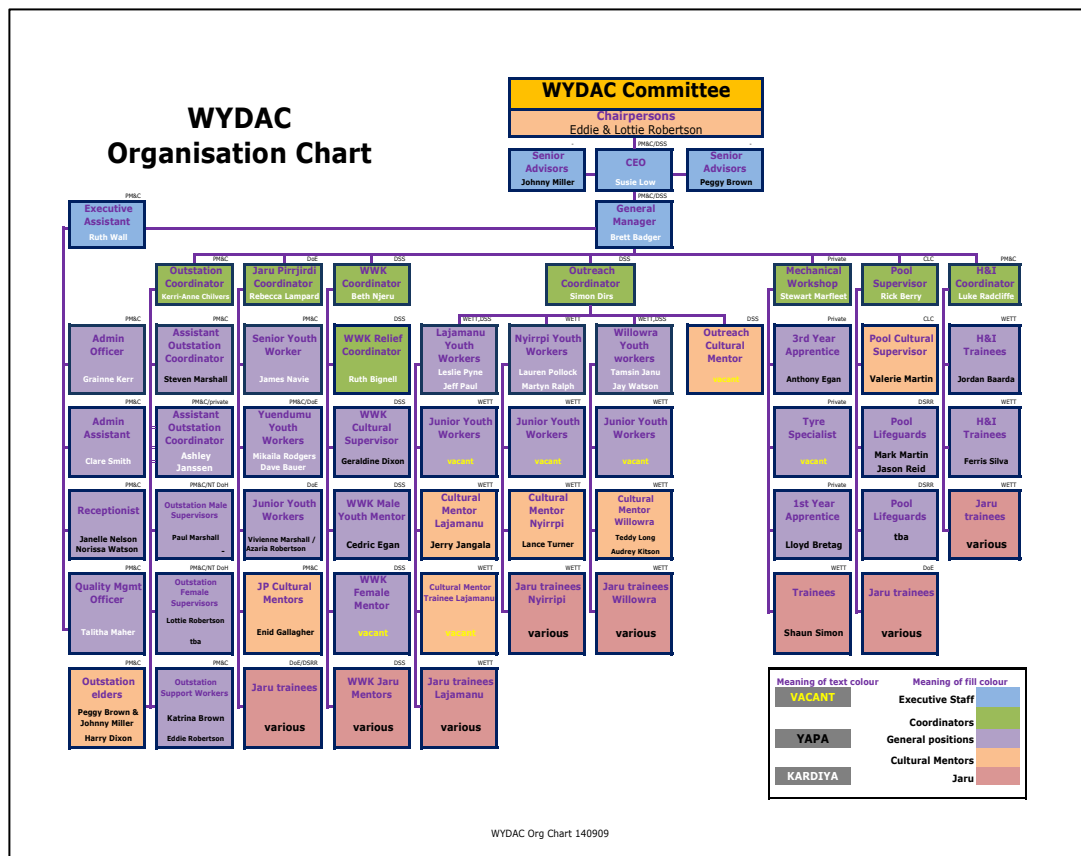 WYDAC Committee
Chairpersons
Eddie & Lottie Robertson
WYDAC
Organisation Chart
-
PM&C/DSS
-
Senior
Advisors
Johnny Miller
CEO
Susie Low
Senior
Advisors
Peggy Brown
PM&C
Executive
Assistant
Ruth Wall
PM&C/DSS
General
Manager
Brett Badger
PM&C
Outstation
Coordinator
Kerri-Anne Chilvers
DoE
Jaru Pirrjirdi
Coordinator
Rebecca Lampard
DSS
WWK
Coordinator
Beth Njeru
DSS
Outreach
Coordinator
Simon Dirs
Private
Mechanical
Workshop
Stewart Marfleet
CLC
Pool
Supervisor
Rick Berry
PM&C
H&I
Coordinator
Luke Radcliffe
Admin
Officer
Grainne Kerr
PM&C
Assistant
Outstation
Coordinator
Steven Marshall
PM&C
Senior Youth
Worker
James Navie
DSS
WWK Relief
Coordinator
Ruth Bignell
WETT,DSS
Lajamanu
Youth
Workers
Leslie Pyne
Jeff Paul
WETT
Nyirrpi Youth
Workers
Lauren Pollock
Martyn Ralph
WETT,DSS
Willowra
Youth
workers
Tamsin Janu
Jay Watson
DSS
Outreach
Cultural
Mentor
vacant
Private
3rd Year
Apprentice
Anthony Egan
CLC
Pool Cultural
Supervisor
Valerie Martin
WETT
H&I
Trainees
Jordan Baarda
PM&C
Admin
Assistant
Clare Smith
PM&C/private
Assistant
Outstation
Coordinator
Ashley
Janssen
PM&C/DoE
Yuendumu
Youth
Workers
Mikaila Rodgers
Dave Bauer
DSS
WWK
Cultural
Supervisor
Geraldine Dixon
WETT
Junior Youth
Workers
vacant
WETT
Junior Youth
Workers
vacant
WETT
Junior Youth
Workers
vacant
Private
Tyre
Specialist
vacant
DSRR
Pool
Lifeguards
Mark Martin
Jason Reid
WETT
H&I
Trainees
Ferris Silva
PM&C
Receptionist
Janelle Nelson
Norissa Watson
PM&C/NT DoH
Outstation Male
Supervisors
Paul Marshall
-
DoE
Junior Youth
Workers
Vivienne Marshall /
Azaria Robertson
DSS
WWK Male
Youth Mentor
Cedric Egan
WETT
Cultural
Mentor
Lajamanu
Jerry Jangala
WETT
Cultural
Mentor
Nyirrpi
Lance Turner
WETT
Cultural
Mentor
Willowra
Teddy Long
Audrey Kitson
Private
1st Year
Apprentice
Lloyd Bretag
DSRR
Pool
Lifeguards
tba
WETT
Jaru
trainees
various
PM&C
Quality Mgmt
Officer
Talitha Maher
PM&C/NT DoH
Outstation
Female
Supervisors
Lottie Robertson
tba
PM&C
JP Cultural
Mentors
Enid Gallagher
DSS
WWK
Female
Mentor
vacant
WETT
Cultural Mentor
Trainee Lajamanu
vacant
WETT
Jaru trainees
Nyirripi
various
WETT
Jaru trainees
Willowra
various
WETT
Trainees
Shaun Simon
DoE
Jaru trainees
various
PM&C
Outstation
elders
Peggy Brown &
Johnny Miller
Harry Dixon
PM&C
Outstation
Support Workers
Katrina Brown
Eddie Robertson
DoE/DSRR
Jaru trainees
various
DSS
WWK Jaru
Mentors
various
WETT
Jaru trainees
Lajamanu
various
Meaning of text colour
Meaning of fill colour
VACANT
Executive Staff
Coordinators
YAPA
General positions
Cultural Mentors
KARDIYA
Jaru
WYDAC Org Chart 140909